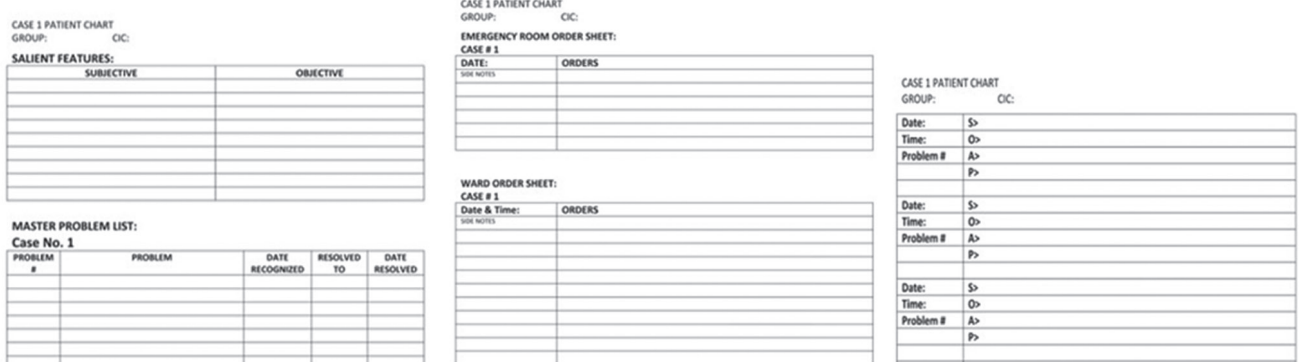 CASE 1 PATIENT CHART
GROUP: CIC:
SALIENT FEATURES:
SUBJECTIVE OBJECTIVE
MASTER PROBLEM LIST:
Case No. 1
PROBLEM # PROBLEM DATE RECOGNIZED RESOLVED TO DATE RESOLVED
CASE 1 PATIENT CHART
GROUP: CIC:
EMERGENCY ROOM ORDER SHEET:
CASE # 1
DATE: ORDERS
SIDE NOTES
WARD ORDER SHEET:
CASE # 1
Date & Time: ORDERS
SIDE NOTES
CASE 1 PATIENT CHART
GROUP: CIC:
Date: S>
Time: O>
Problem # A>
P>
Date: S>
Time: O>
Problem # A>
P>
Date: S>
Time: O>
Problem # A>
P>